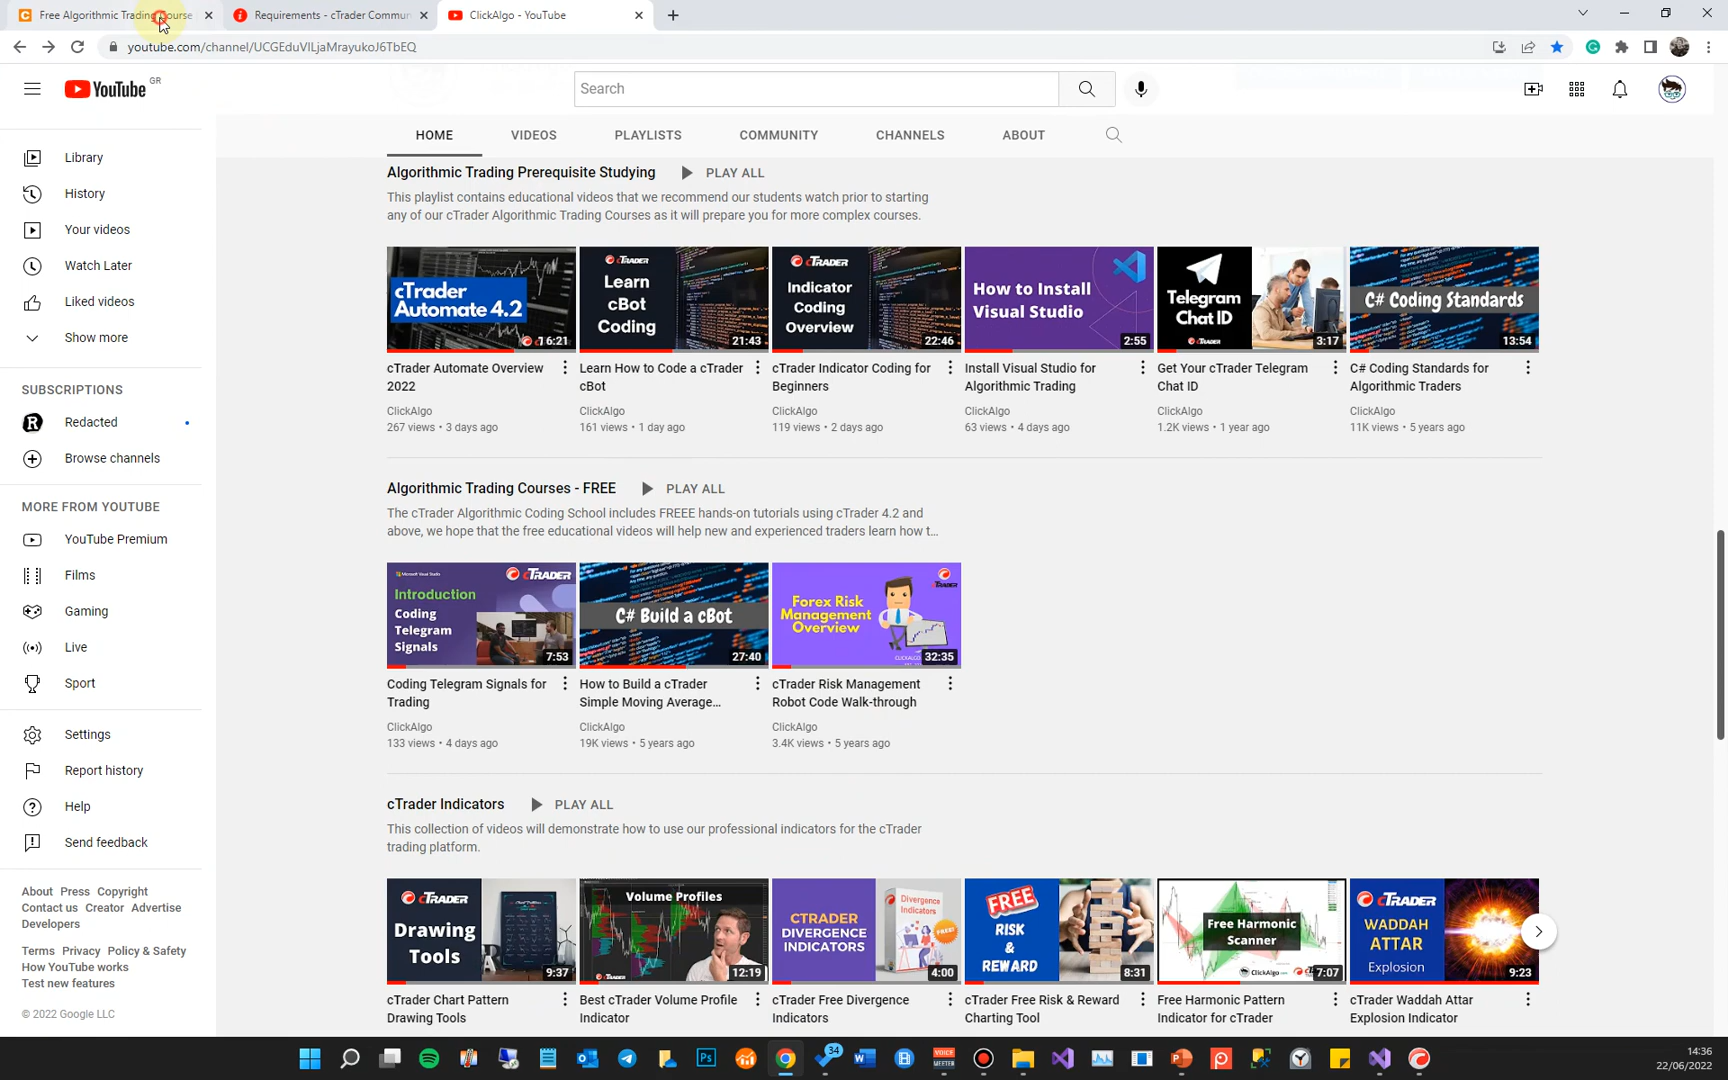 Free Algorithmic Trading Course
Requirements - cTrader Commun
ClickAlgo - YouTube
youtube.com/channel/UCGEduVILjaMrayukoJ6TbEQ
YouTube GR
Search
HOME VIDEOS PLAYLISTS COMMUNITY CHANNELS ABOUT
Library
History
Your videos
Watch Later
Liked videos
Show more
SUBSCRIPTIONS
Redacted
Browse channels
MORE FROM YOUTUBE
YouTube Premium
Films
Gaming
Live
Sport
Settings
Report history
Help
Send feedback
About Press Copyright
Contact us Creator Advertise
Developers
Terms Privacy Policy & Safety
How YouTube works
Test new features
© 2022 Google LLC
Algorithmic Trading Prerequisite Studying PLAY ALL
This playlist contains educational videos that we recommend our students watch prior to starting
any of our cTrader Algorithmic Trading Courses as it will prepare you for more complex courses.
cTrader
Automate 4.2
16:21
cTrader Automate Overview
2022
ClickAlgo
267 views • 3 days ago
cTRADER
Learn
cBot
Coding
21:43
Learn How to Code a cTrader
cBot
ClickAlgo
161 views • 1 day ago
cTRADER
Indicator
Coding
Overview
22:46
cTrader Indicator Coding for
Beginners
ClickAlgo
119 views • 2 days ago
How to Install
Visual Studio
2:55
Install Visual Studio for
Algorithmic Trading
ClickAlgo
63 views • 4 days ago
Telegram
Chat ID
cTRADER
3:17
Get Your cTrader Telegram
Chat ID
ClickAlgo
1.2K views • 1 year ago
C# Coding Standards
13:54
C# Coding Standards for
Algorithmic Traders
ClickAlgo
11K views • 5 years ago
Algorithmic Trading Courses - FREE PLAY ALL
The cTrader Algorithmic Coding School includes FREEE hands-on tutorials using cTrader 4.2 and
above, we hope that the free educational videos will help new and experienced traders learn how t...
Microsoft Visual Studio
cTRADER
Introduction
Coding
Telegram
Signals
7:53
Coding Telegram Signals for
Trading
ClickAlgo
133 views • 4 days ago
C# Build a cBot
27:40
How to Build a cTrader
Simple Moving Average...
ClickAlgo
19K views • 5 years ago
cTRADER
Forex Risk
Management
Overview
32:35
cTrader Risk Management
Robot Code Walk-through
ClickAlgo
3.4K views • 5 years ago
cTrader Indicators PLAY ALL
This collection of videos will demonstrate how to use our professional indicators for the cTrader
trading platform.
cTRADER
Drawing
Tools
9:37
cTrader Chart Pattern
Drawing Tools
Volume Profiles
cTRADER
12:19
Best cTrader Volume Profile
Indicator
CTRADER
DIVERGENCE
INDICATORS
Divergence
Indicators
FREE!
4:00
cTrader Free Divergence
Indicators
FREE
RISK
&
REWARD
8:31
cTrader Free Risk & Reward
Charting Tool
Free Harmonic
Scanner
ClickAlgo.com
7:07
Free Harmonic Pattern
Indicator for cTrader
cTRADER
WADDAH
ATTAR
Explosion
9:23
cTrader Waddah Attar
Explosion Indicator
34
VOICE
MEETER
14:36
22/06/2022